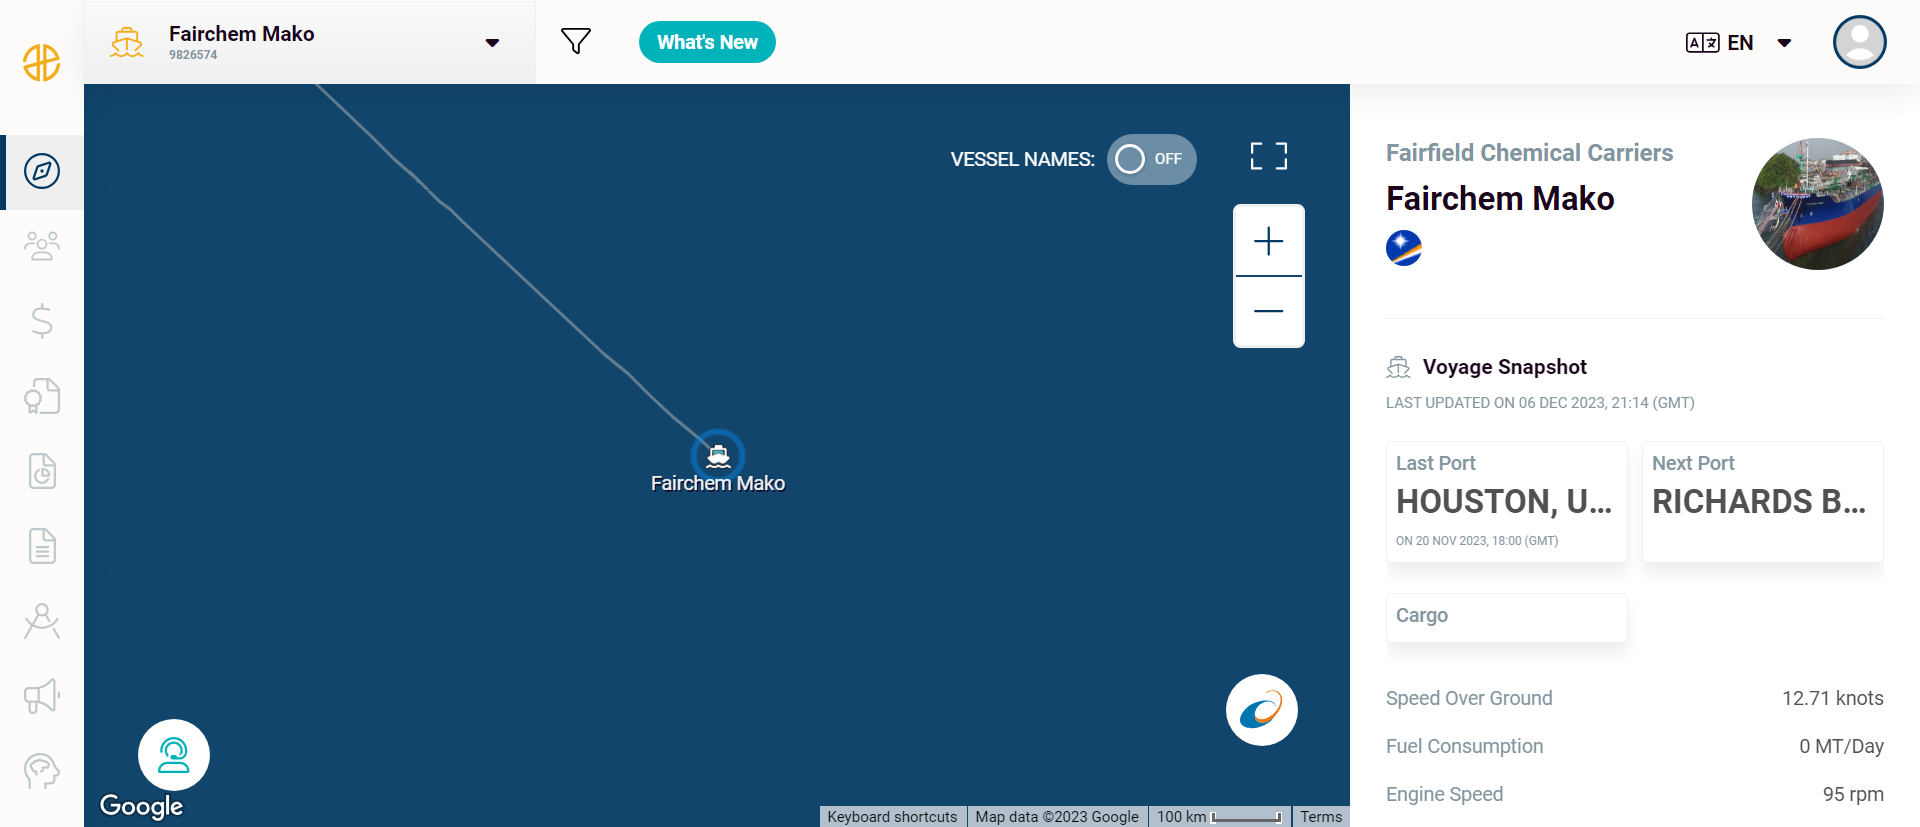 Fairchem Mako
9826574
What's New
EN
VESSEL NAMES:
OFF
Fairchem Mako
Google
Keyboard shortcuts
Map data ©2023 Google
100 km
Terms
Fairfield Chemical Carriers
Fairchem Mako
Voyage Snapshot
LAST UPDATED ON 06 DEC 2023, 21:14 (GMT)
Last Port
HOUSTON, U...
ON 20 NOV 2023, 18:00 (GMT)
Next Port
RICHARDS B...
Cargo
Speed Over Ground
12.71 knots
Fuel Consumption
0 MT/Day
Engine Speed
95 rpm